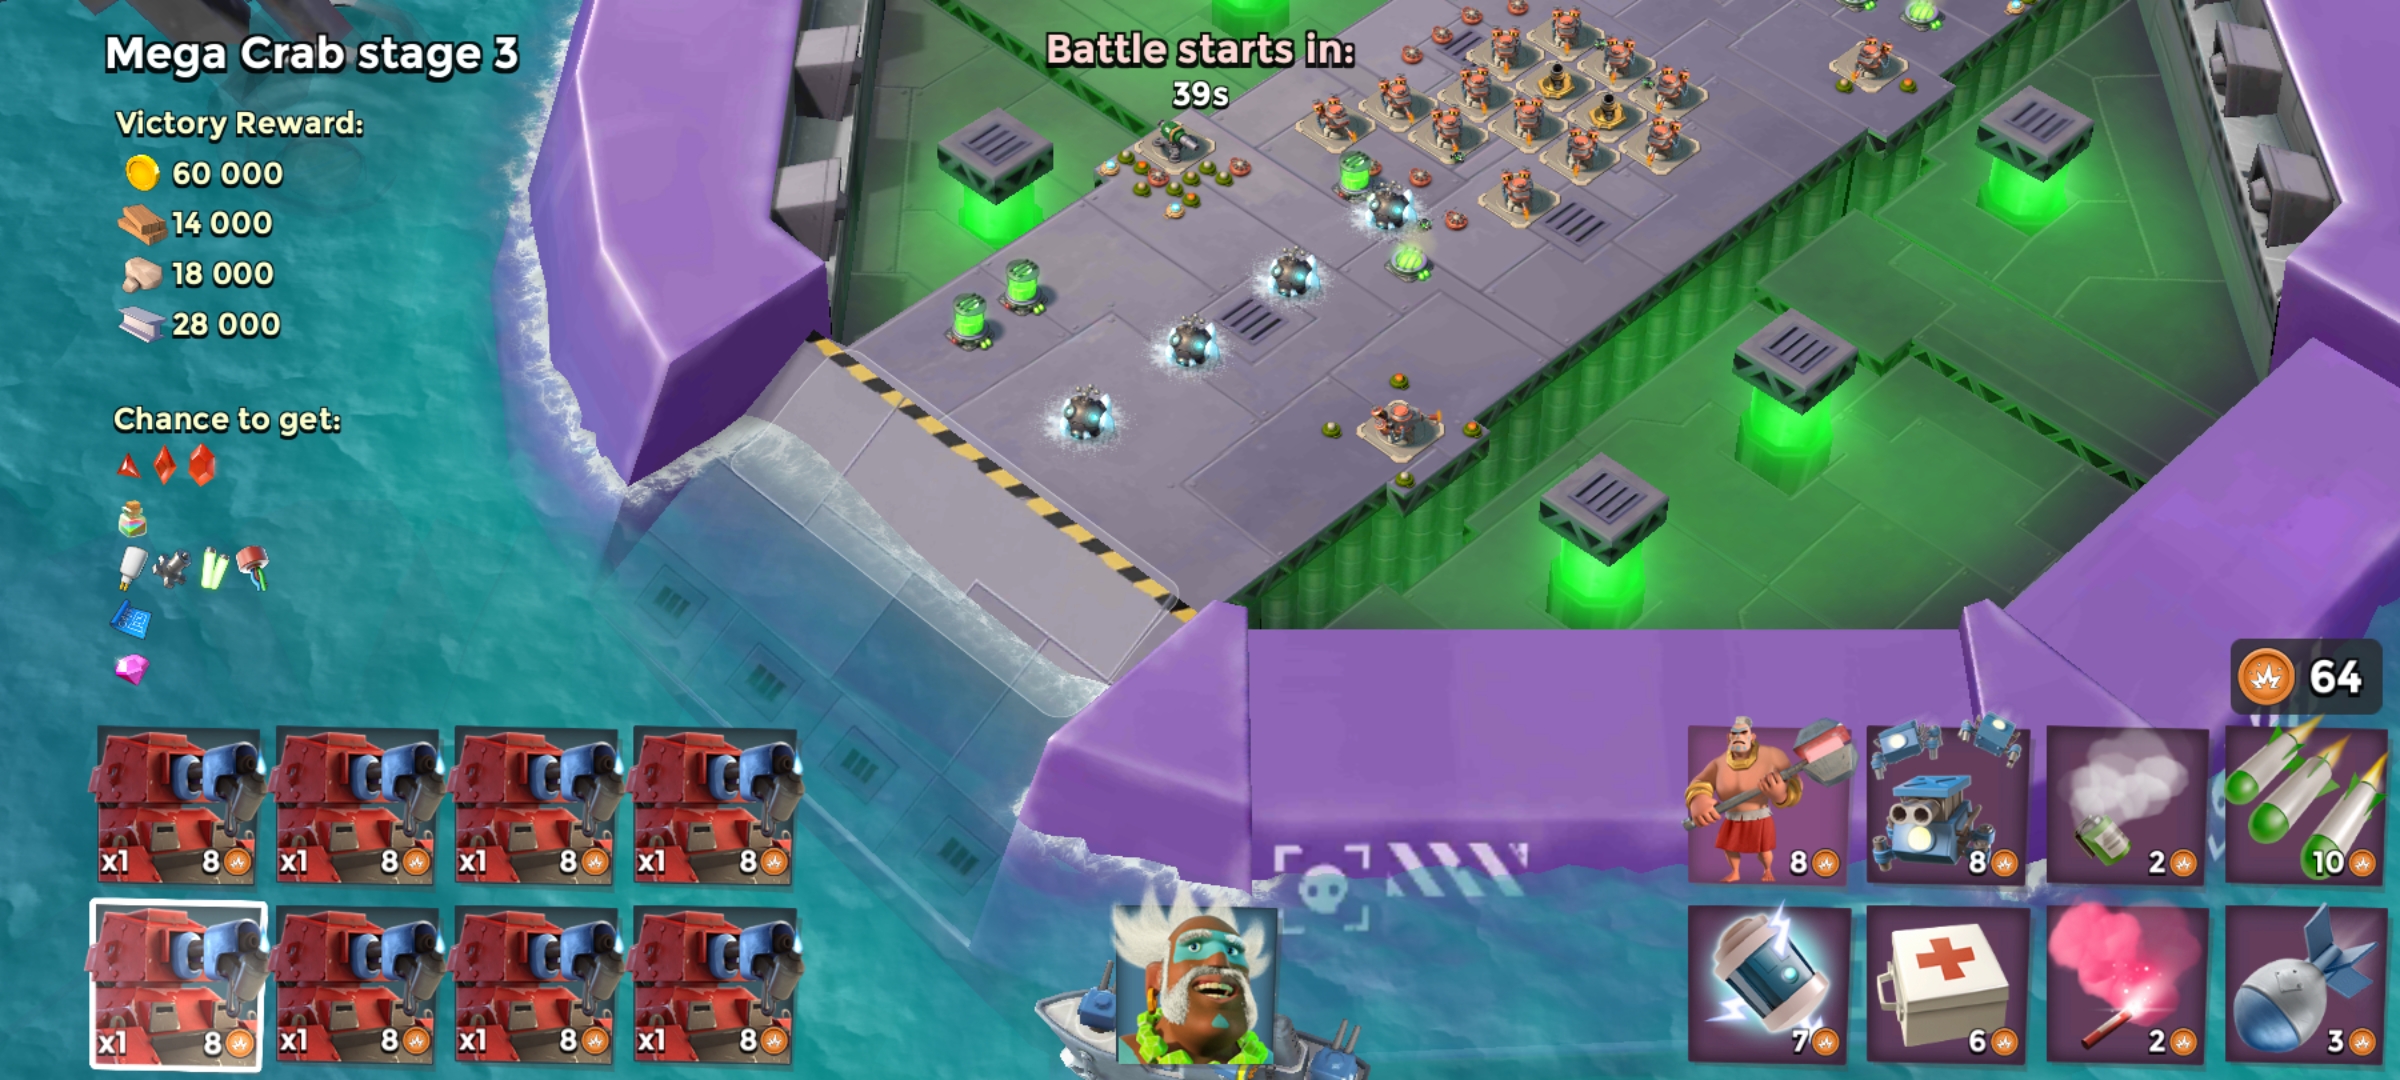 Mega Crab stage 3
Battle starts in:
39s
Victory Reward:
60 000
14 000
18 000
28 000
Chance to get:
64
x1 8
x1 8
x1 8
x1 8
8
8
2
10
x1 8
x1 8
x1 8
x1 8
7
6
2
3